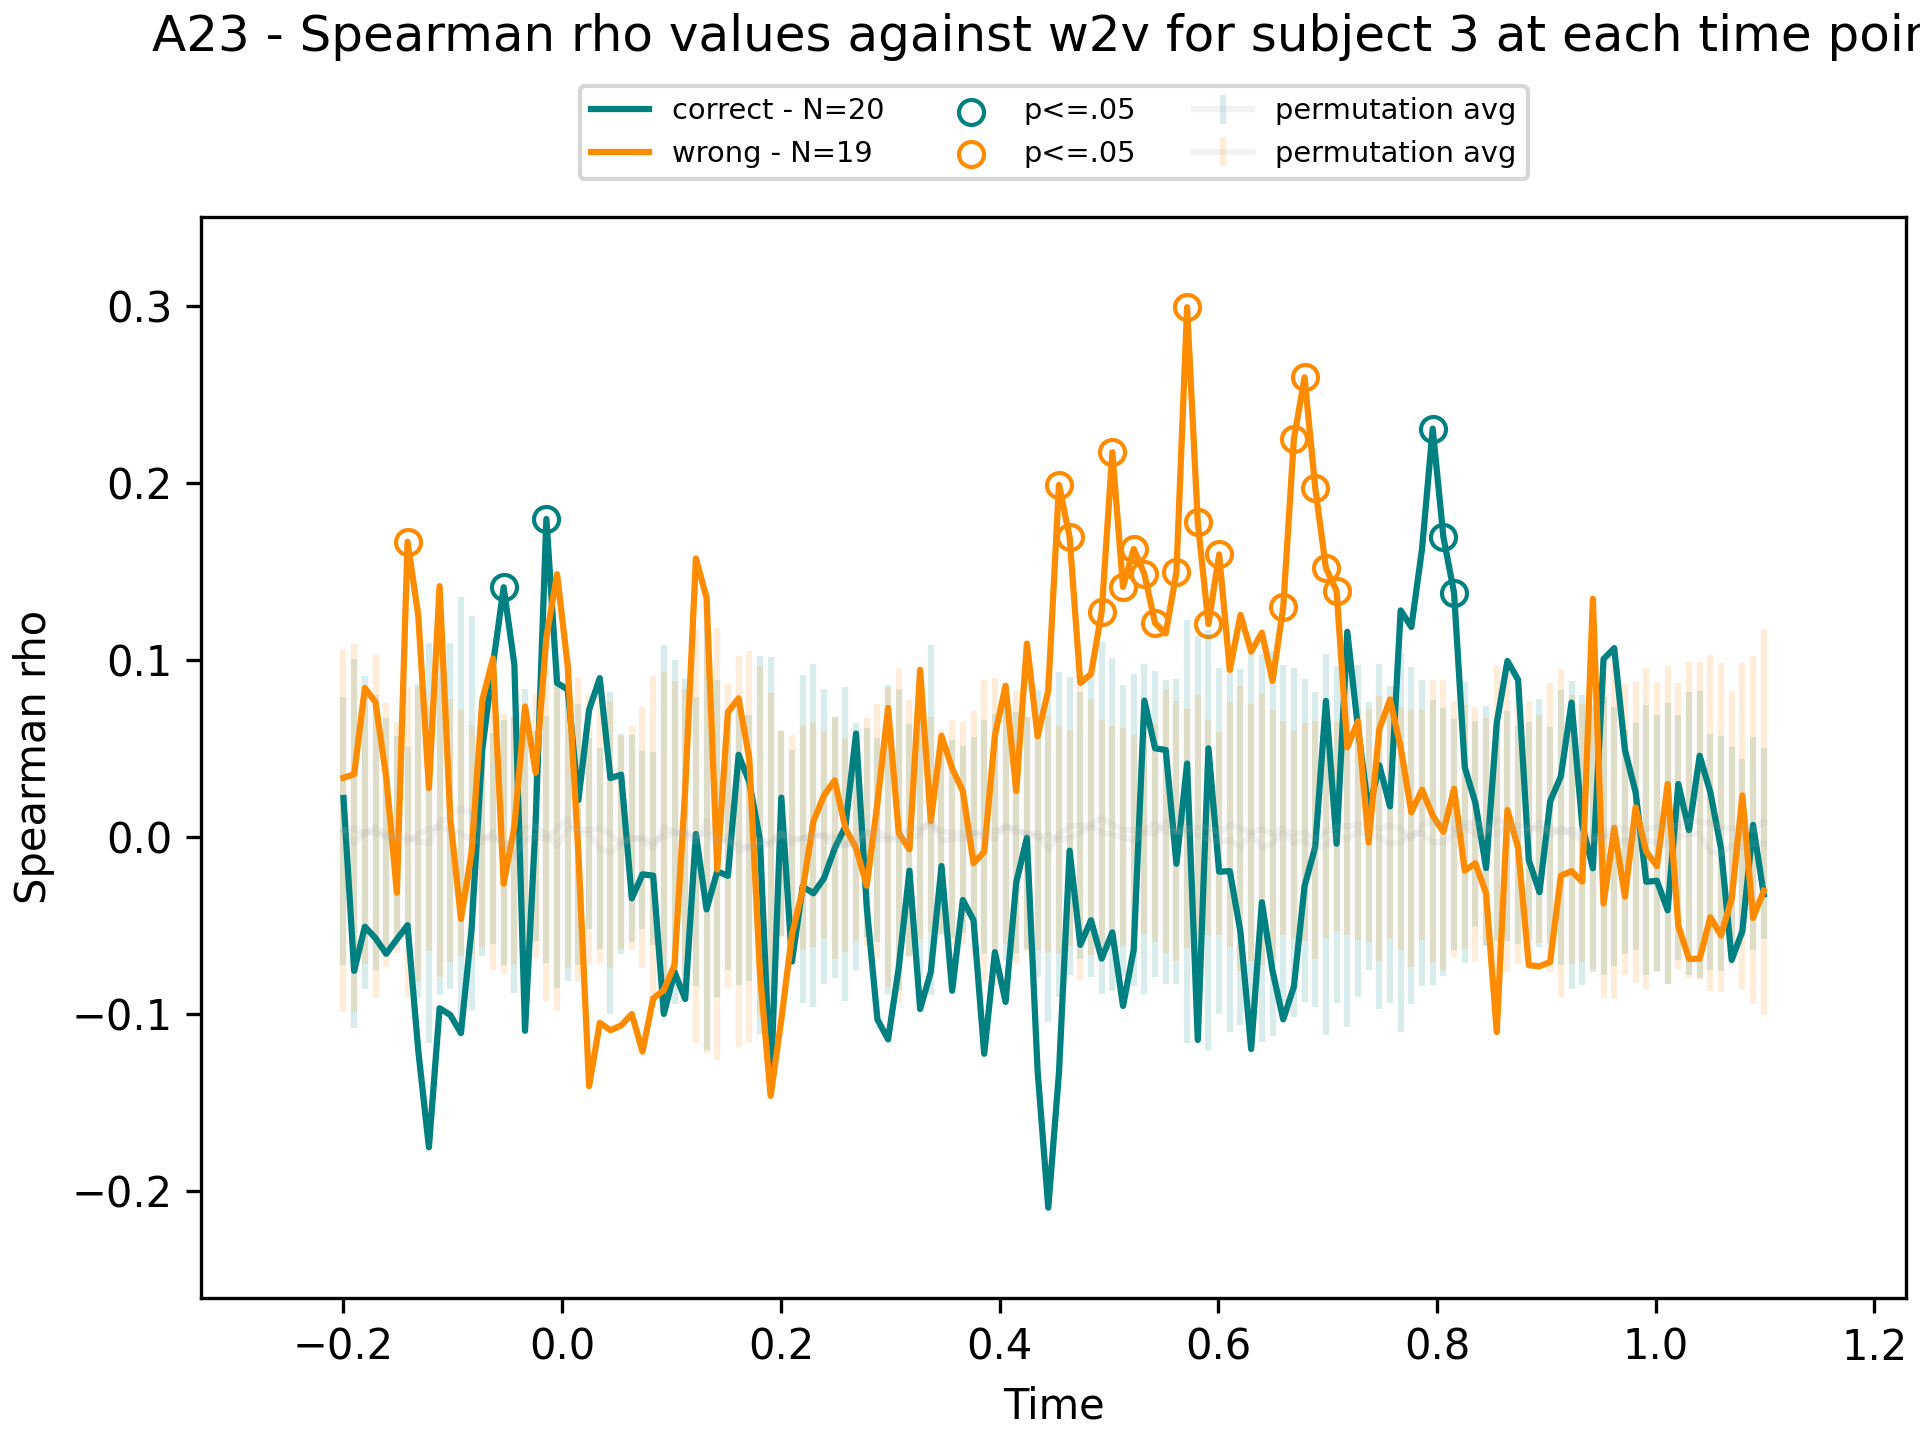 A23 - Spearman rho values against w2v for subject 3 at each time
correct - N=20 p<=.05 permutation avg
wrong - N=19 p<=.05 permutation avg
Spearman rho
0.3
0.2
0.1
0.0
−0.1
−0.2
−0.2 0.0 0.2 0.4 0.6 0.8 1.0 1.2
Time